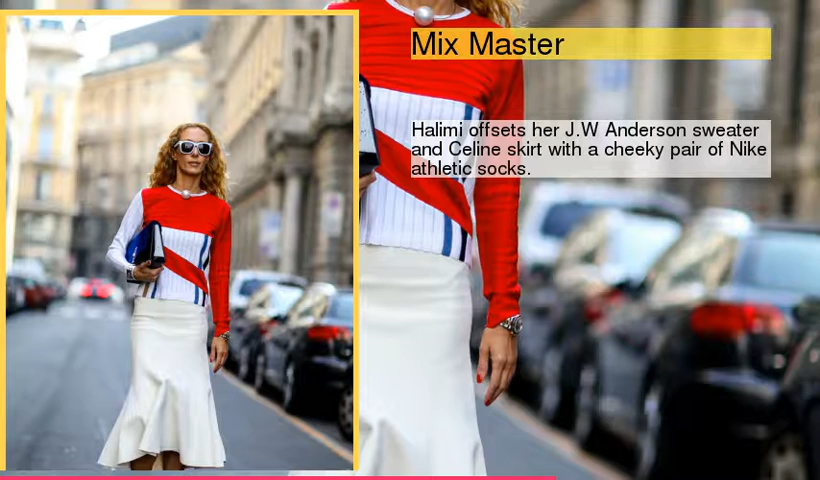 Mix Master
Halimi offsets her J.W Anderson sweater
and Celine skirt with a cheeky pair of Nike
athletic socks.